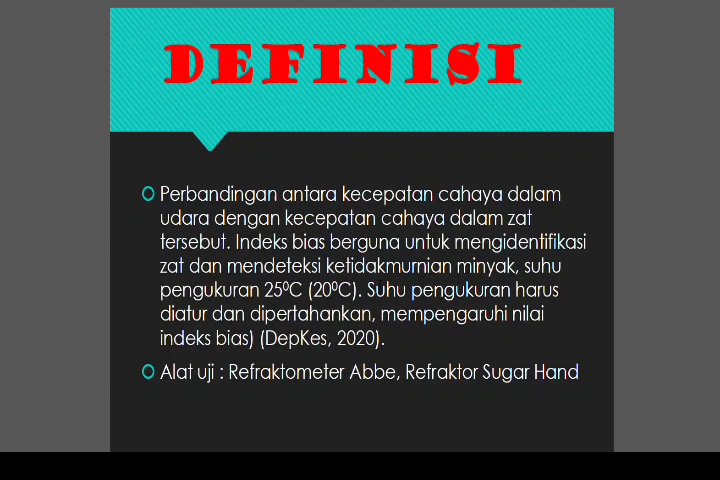 DEFINISI
Perbandingan antara kecepatan cahaya dalam
udara dengan kecepatan cahaya dalam zat
tersebut. Indeks bias berguna untuk mengidentifikasi
zat dan mendeteksi ketidakmurnian minyak, suhu
pengukuran 25⁰C (20⁰C). Suhu pengukuran harus
diatur dan dipertahankan, mempengaruhi nilai
indeks bias) (DepKes, 2020).
Alat uji : Refraktometer Abbe, Refraktor Sugar Hand